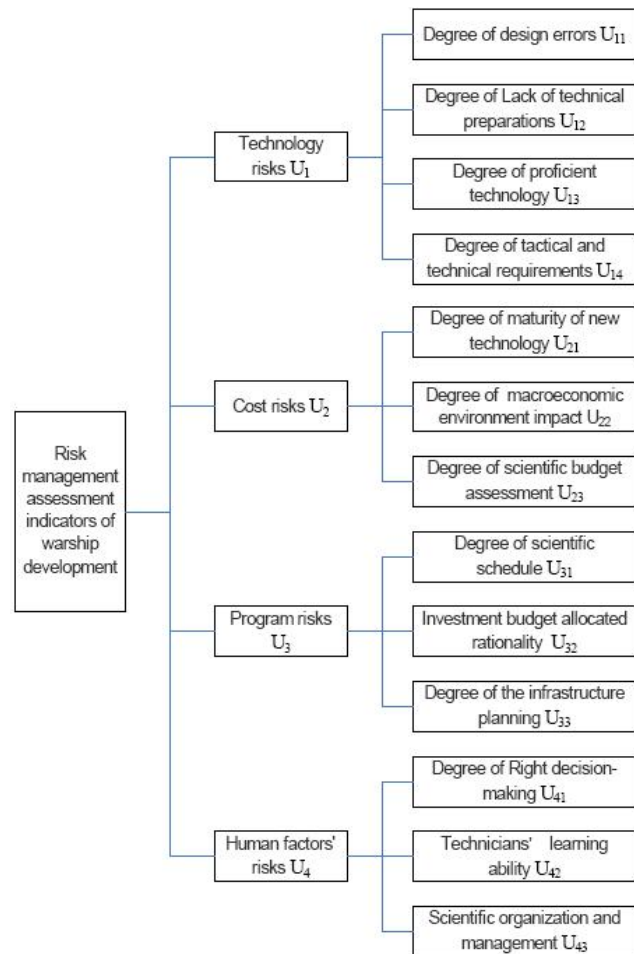 Risk
management
assessment
indicators of
warship
development
Technology
risks U₁
Cost risks U₂
Program risks
U₃
Human factors'
risks U₄
Degree of design errors U₁₁
Degree of Lack of technical
preparations U₁₂
Degree of proficient
technology U₁₃
Degree of tactical and
technical requirements U₁₄
Degree of maturity of new
technology U₂₁
Degree of macroeconomic
environment impact U₂₂
Degree of scientific budget
assessment U₂₃
Degree of scientific
schedule U₃₁
Investment budget allocated
rationality U₃₂
Degree of the infrastructure
planning U₃₃
Degree of Right decision-
making U₄₁
Technicians' learning
ability U₄₂
Scientific organization and
management U₄₃